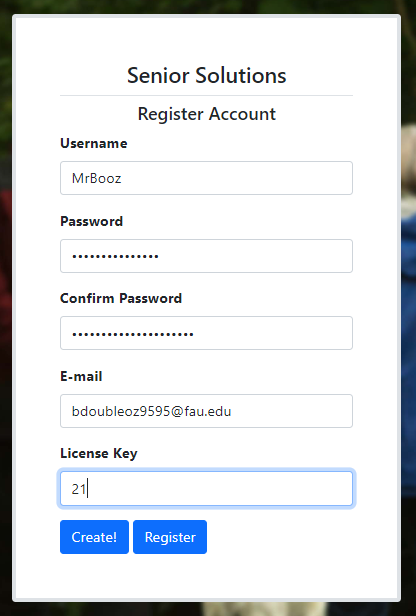 Senior Solutions
Register Account
Username
MrBooz
Password
•••••••••••••••
Confirm Password
•••••••••••••••••••••
E-mail
bdoubleoz9595@fau.edu
License Key
21
Create! Register